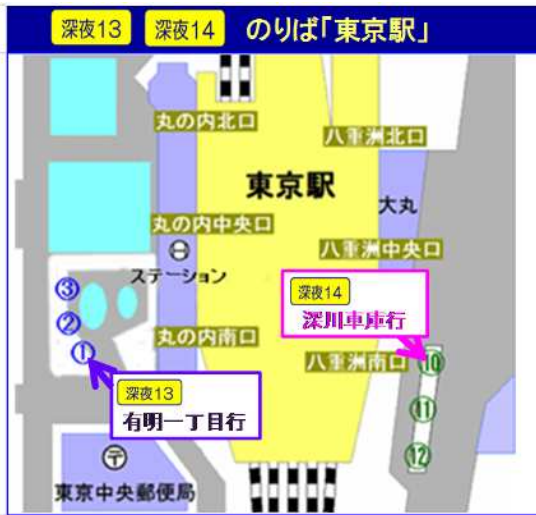 深夜13 深夜14 のりば「東京駅」
丸の内北口
八重洲北口
東京駅
大丸
丸の内中央口
八重洲中央口
ステーション
③
深夜14
深川車庫行
②
丸の内南口
①
八重洲南口
⑩
深夜13
有明一丁目行
⑪
〒
⑫
東京中央郵便局